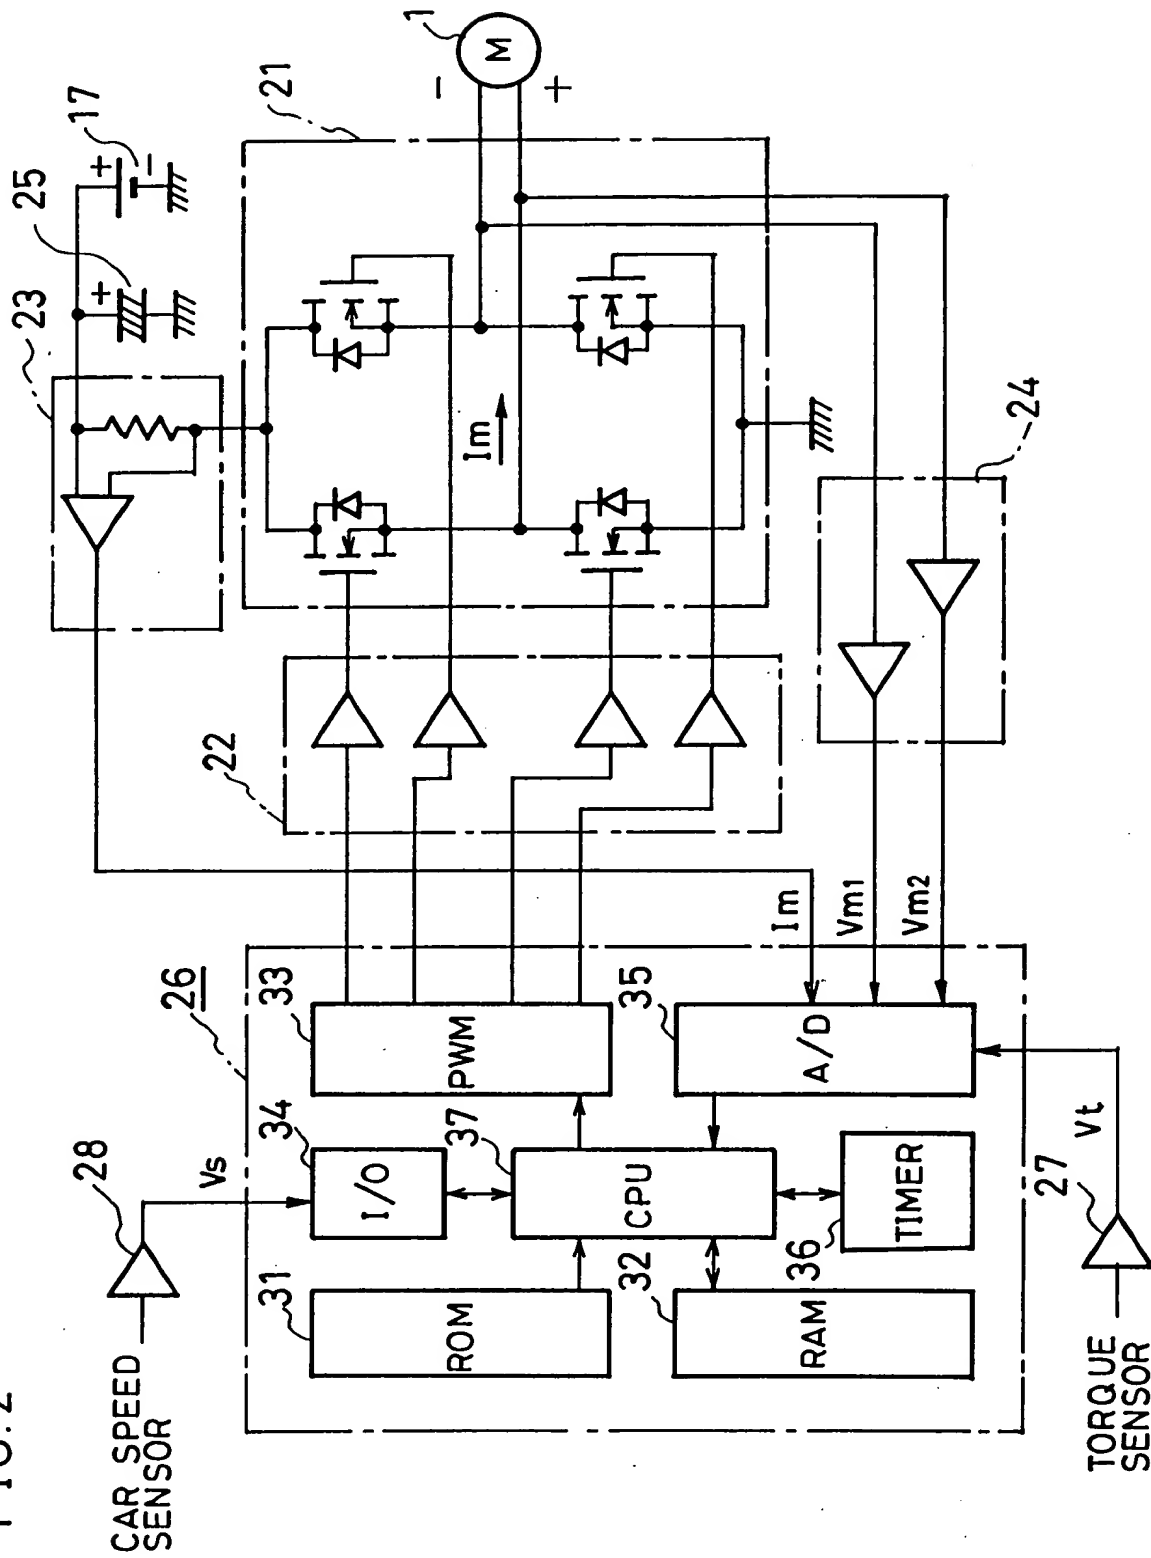 FIG. 2
CAR SPEED
SENSOR
28
Vs
26
31
ROM
34
I/O
33
PWM
37
CPU
32
RAM
36
TIMER
35
A/D
TORQUE
SENSOR
27
Vt
22
Im
Vm1
Vm2
23
25
+
17
+
−
21
Im
24
1
M
−
+